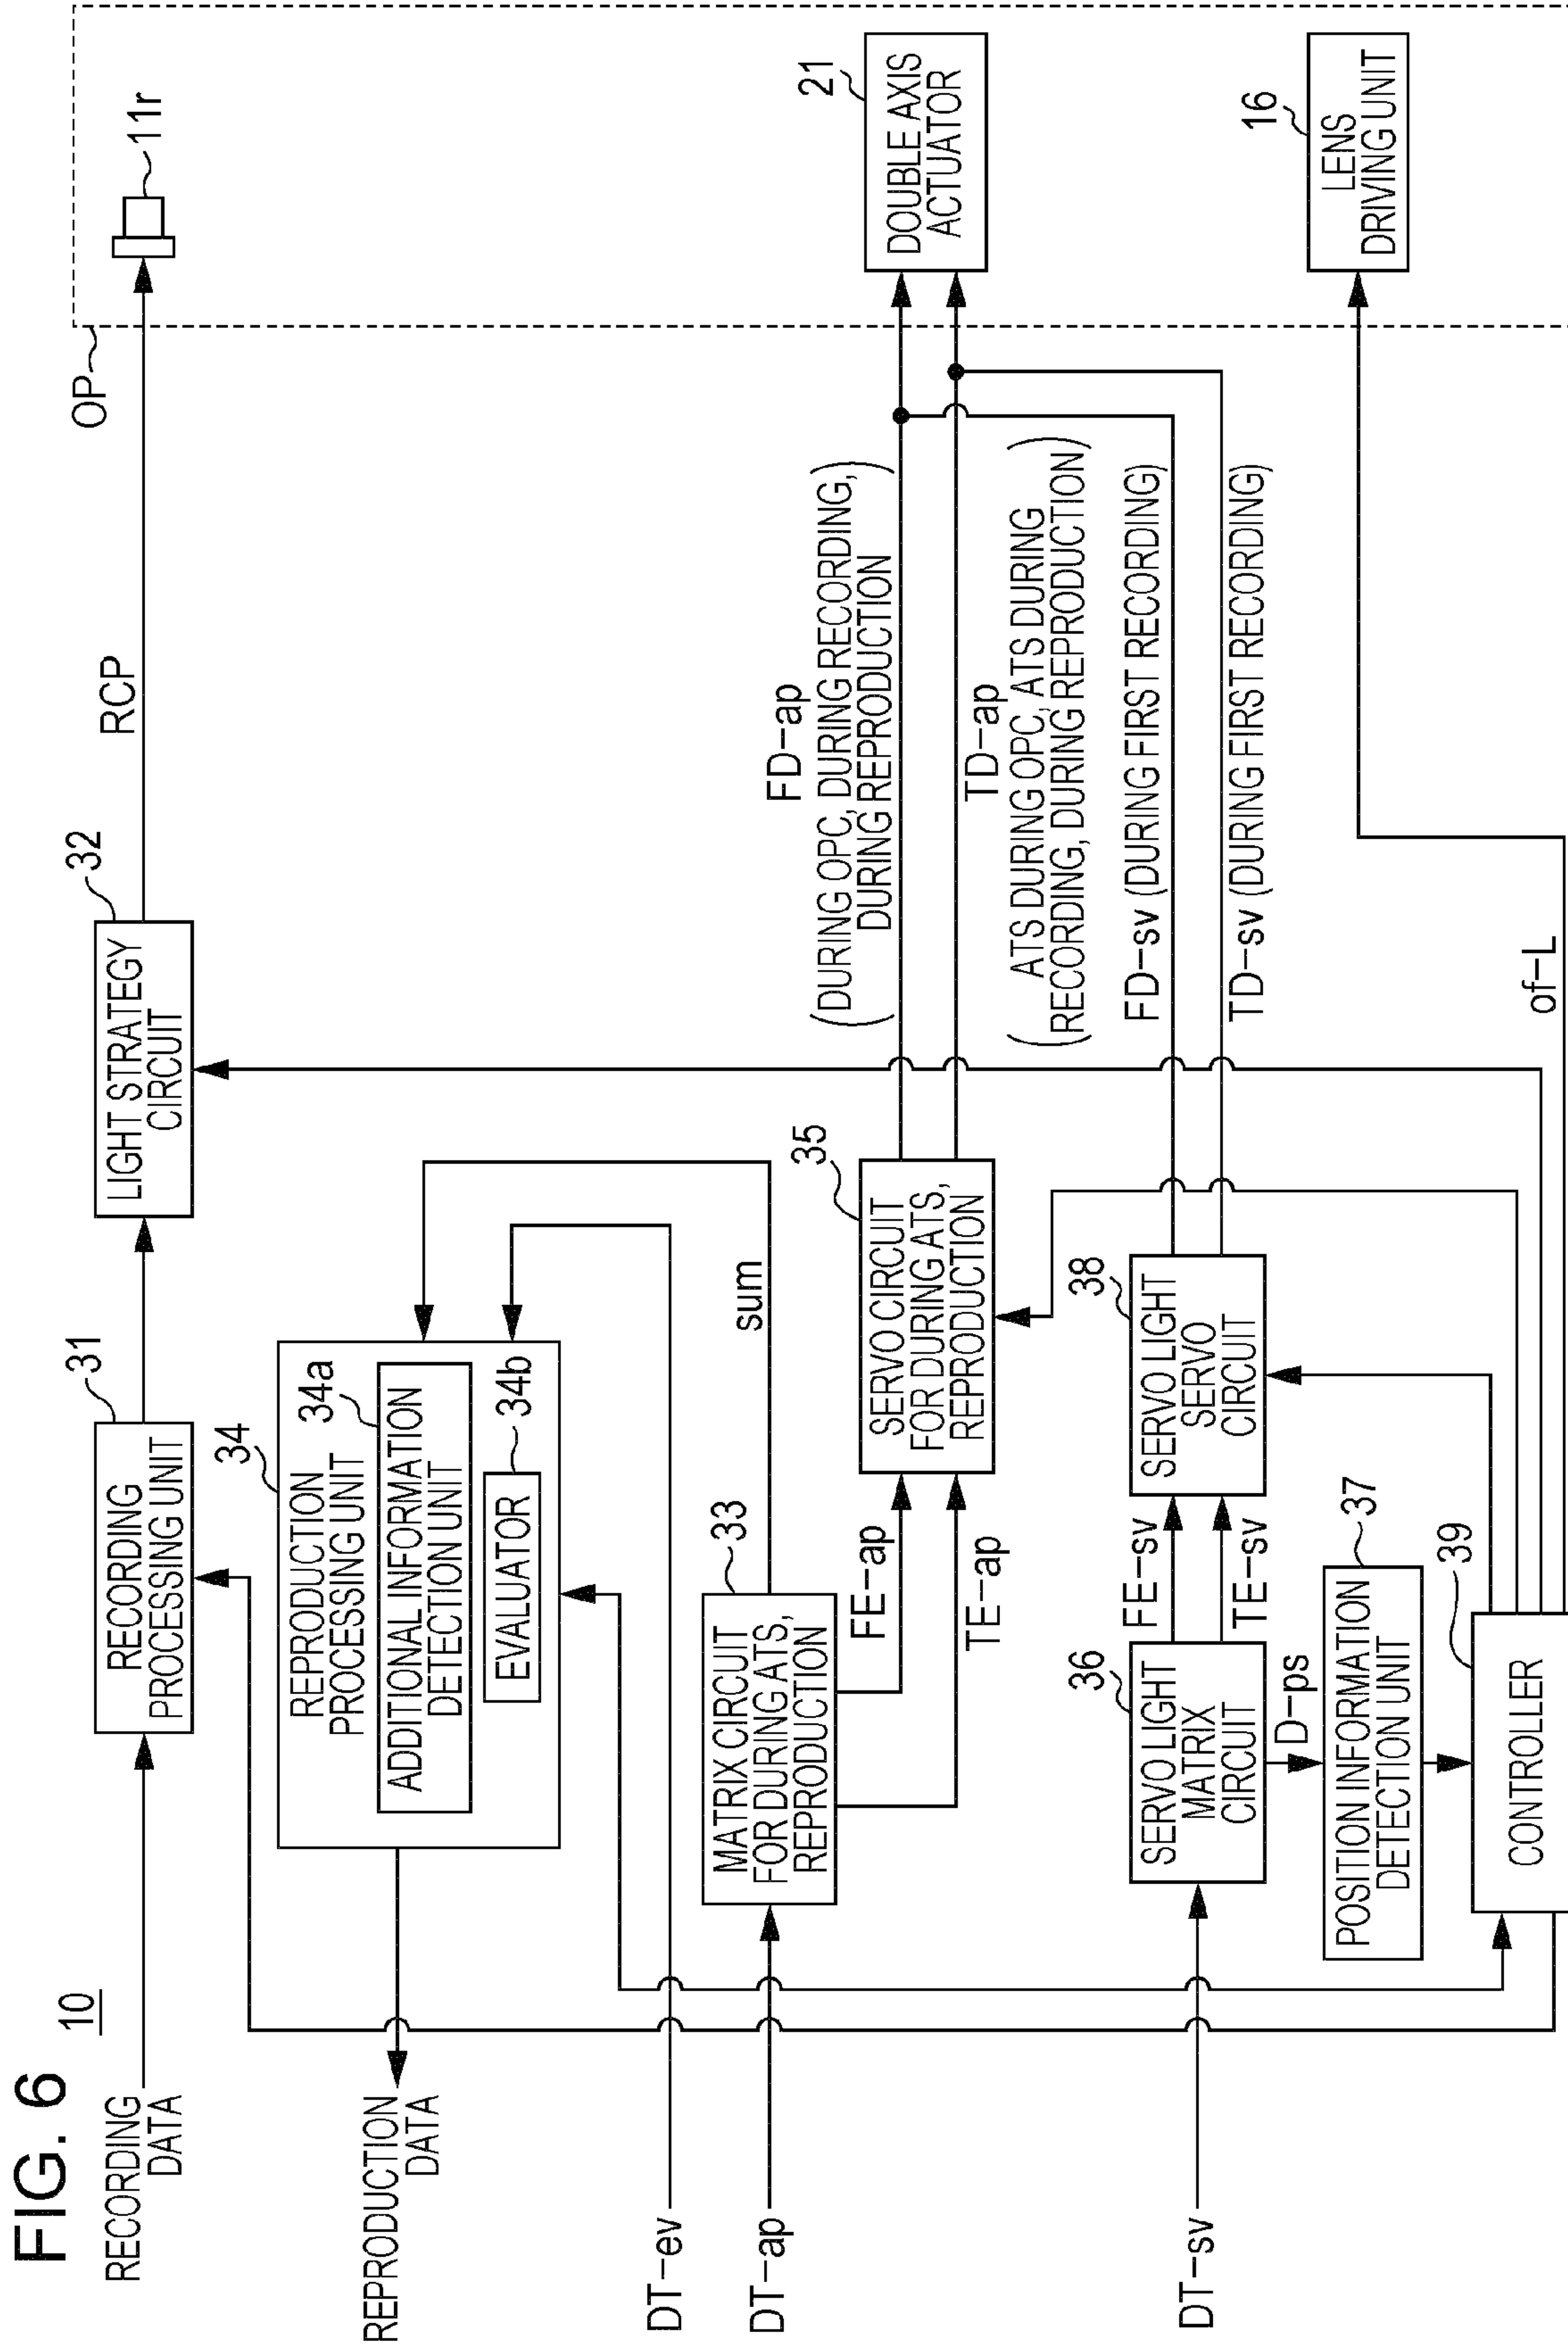 FIG. 6
10
RECORDING
DATA
31
RECORDING
PROCESSING UNIT
32
LIGHT STRATEGY
CIRCUIT
RCP
OP
11r
REPRODUCTION
DATA
34
REPRODUCTION
PROCESSING UNIT
34a
ADDITIONAL INFORMATION
DETECTION UNIT
34b
EVALUATOR
DT-ev
sum
DT-ap
33
MATRIX CIRCUIT
FOR DURING ATS,
REPRODUCTION
FE-ap
TE-ap
35
SERVO CIRCUIT
FOR DURING ATS,
REPRODUCTION
FD-ap
(DURING OPC, DURING RECORDING,
DURING REPRODUCTION)
TD-ap
(ATS DURING OPC, ATS DURING
RECORDING, DURING REPRODUCTION)
21
DOUBLE AXIS
ACTUATOR
DT-sv
36
SERVO LIGHT
MATRIX
CIRCUIT
FE-sv
TE-sv
38
SERVO LIGHT
SERVO
CIRCUIT
FD-sv (DURING FIRST RECORDING)
TD-sv (DURING FIRST RECORDING)
16
LENS
DRIVING UNIT
D-ps
37
POSITION INFORMATION
DETECTION UNIT
39
CONTROLLER
of-L